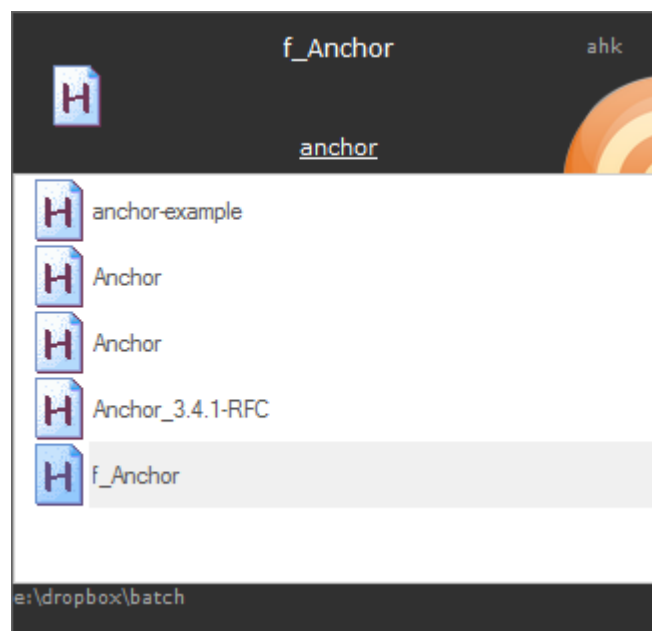 f_Anchor
ahk
anchor
anchor-example
Anchor
Anchor
Anchor_3.4.1-RFC
f_Anchor
e:\dropbox\batch